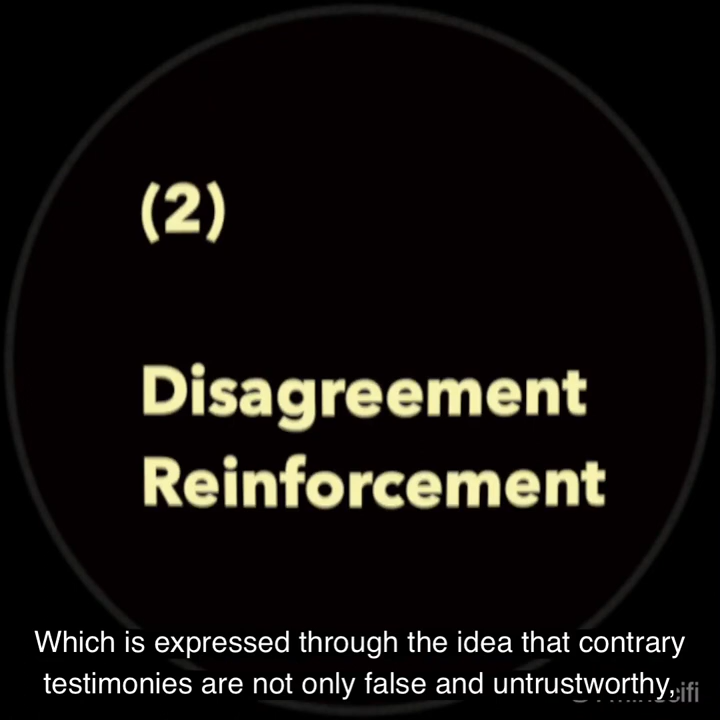 (2)
Disagreement
Reinforcement
Which is expressed through the idea that contrary
testimonies are not only false and untrustworthy,